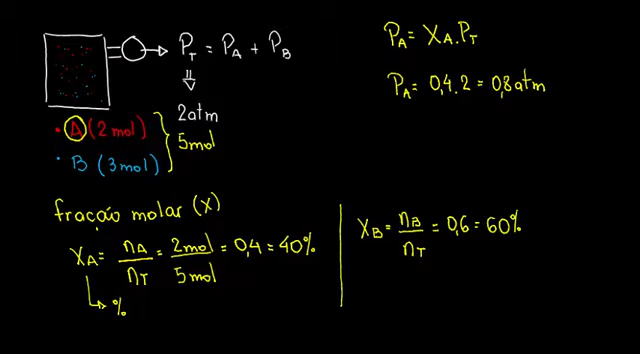 P_T = P_A + P_B
2atm
5mol
• A (2 mol)
• B (3 mol)
P_A = X_A . P_T
P_A = 0,4 . 2 = 0,8 atm
fração molar (X)
X_A = n_A / n_T = 2mol / 5mol = 0,4 = 40%
%
X_B = n_B / n_T = 0,6 = 60%